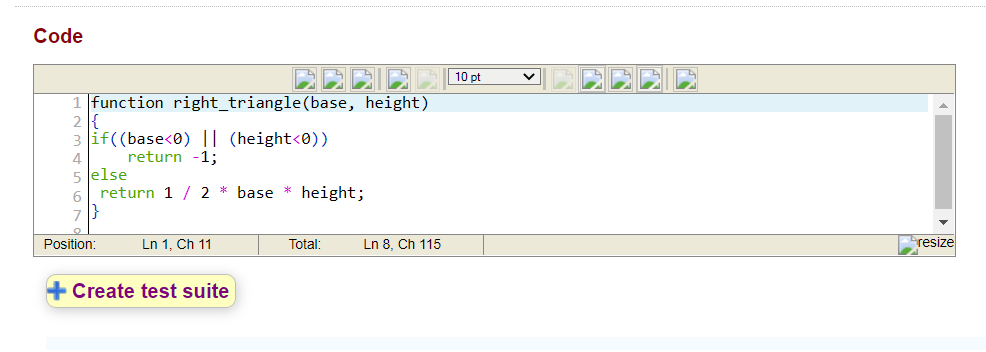 Code
10 pt
1 function right_triangle(base, height)
2 {
3 if((base<0) || (height<0))
4     return -1;
5 else
6  return 1 / 2 * base * height;
7 }
8
Position: Ln 1, Ch 11 Total: Ln 8, Ch 115 resize
Create test suite